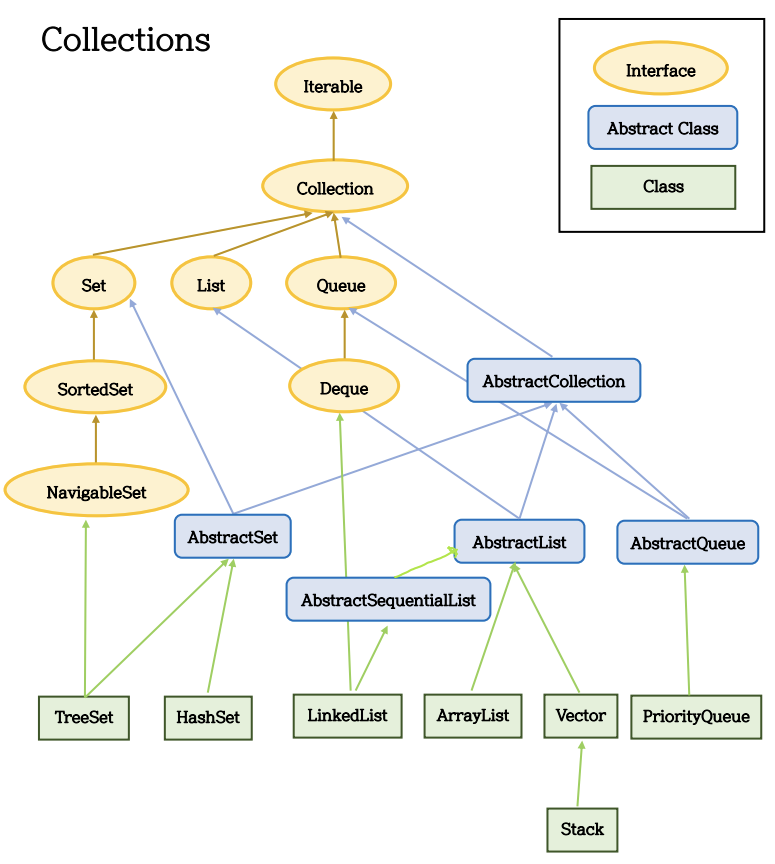 Collections
Interface
Abstract Class
Class
Iterable
Collection
Set
List
Queue
SortedSet
Deque
AbstractCollection
NavigableSet
AbstractSet
AbstractList
AbstractQueue
AbstractSequentialList
TreeSet
HashSet
LinkedList
ArrayList
Vector
PriorityQueue
Stack